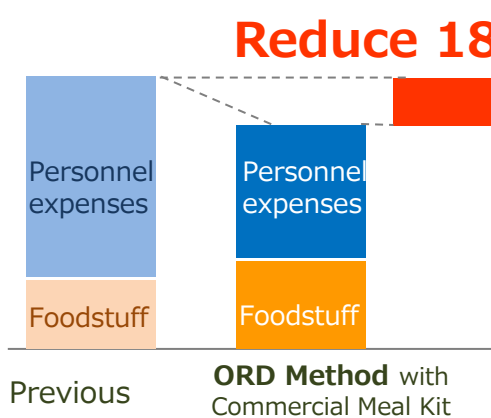 Reduce 18
Personnel
expenses
Personnel
expenses
Foodstuff
Foodstuff
Previous
ORD Method with
Commercial Meal Kit